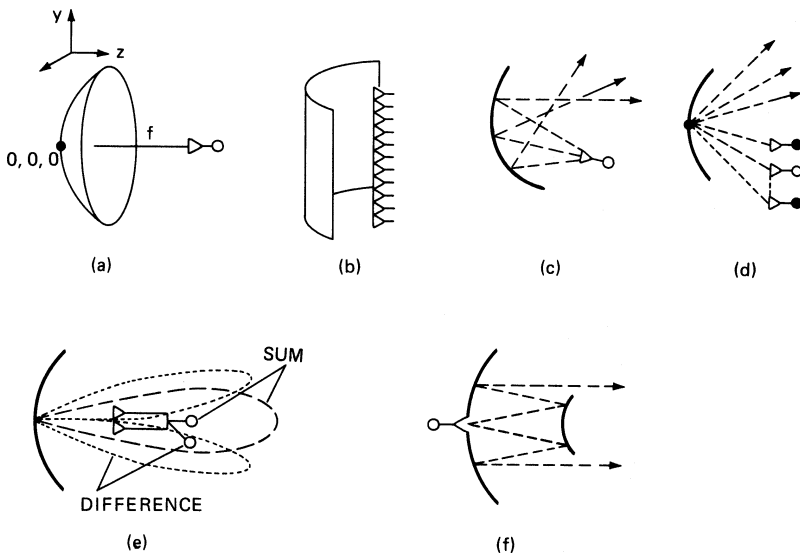 y
z
f
0, 0, 0
(a)
(b)
(c)
(d)
SUM
DIFFERENCE
(e)
(f)